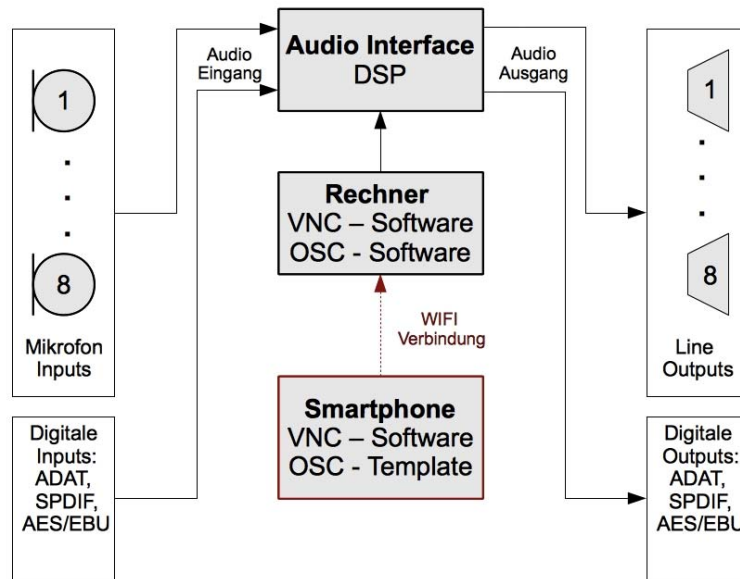 1
8
Mikrofon
Inputs
Digitale
Inputs:
ADAT,
SPDIF,
AES/EBU
Audio
Eingang
Audio Interface
DSP
Rechner
VNC – Software
OSC - Software
WIFI
Verbindung
Smartphone
VNC – Software
OSC - Template
Audio
Ausgang
1
8
Line
Outputs
Digitale
Outputs:
ADAT,
SPDIF,
AES/EBU